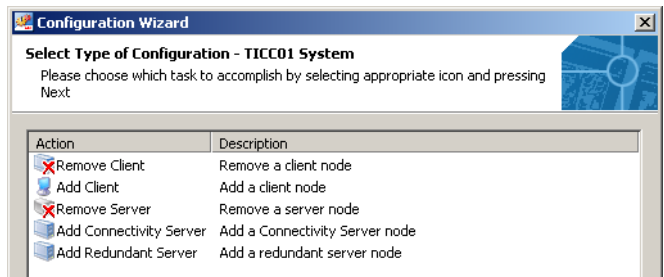 Configuration Wizard
Select Type of Configuration - TICC01 System
Please choose which task to accomplish by selecting appropriate icon and pressing
Next
Action Description
Remove Client Remove a client node
Add Client Add a client node
Remove Server Remove a server node
Add Connectivity Server Add a Connectivity Server node
Add Redundant Server Add a redundant server node